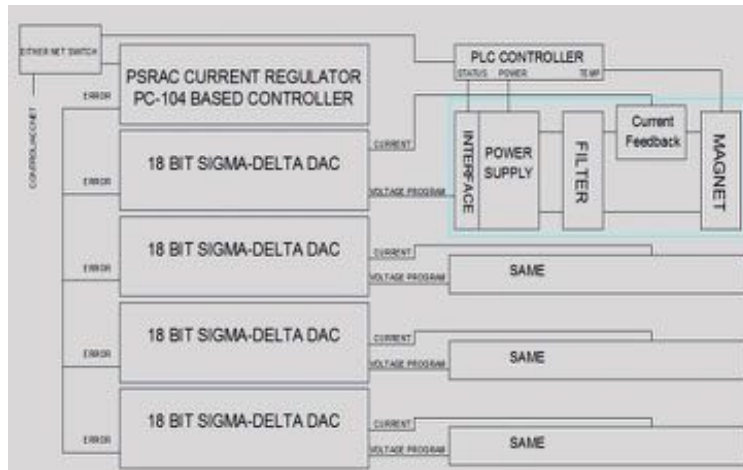 EITHER NET SWITCH
PSRAC CURRENT REGULATOR
PC-104 BASED CONTROLLER
PLC CONTROLLER
STATUS POWER TEMP
ERROR
CURRENT
Current
Feedback
INTERFACE
POWER
SUPPLY
FILTER
MAGNET
18 BIT SIGMA-DELTA DAC
ERROR
VOLTAGE PROGRAM
CURRENT
18 BIT SIGMA-DELTA DAC
SAME
ERROR
VOLTAGE PROGRAM
CURRENT
18 BIT SIGMA-DELTA DAC
SAME
ERROR
VOLTAGE PROGRAM
CURRENT
18 BIT SIGMA-DELTA DAC
SAME
ERROR
VOLTAGE PROGRAM